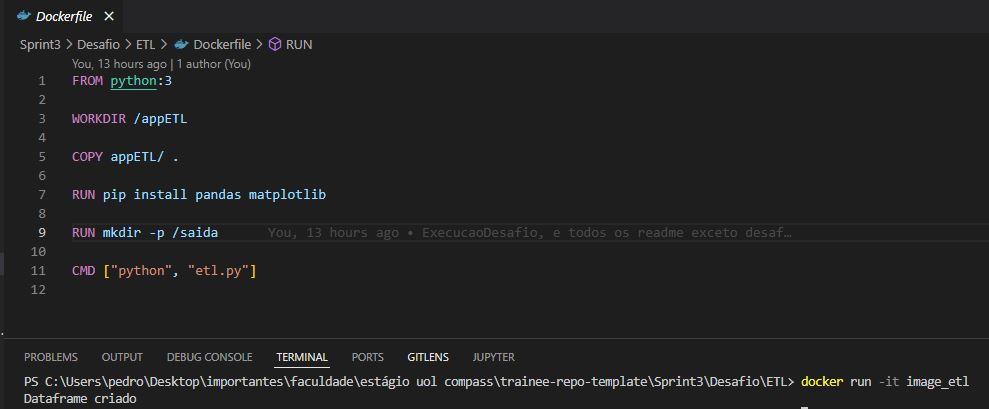 Dockerfile
Sprint3 > Desafio > ETL > Dockerfile > RUN
You, 13 hours ago | 1 author (You)
1 FROM python:3
2
3 WORKDIR /appETL
4
5 COPY appETL/ .
6
7 RUN pip install pandas matplotlib
8
9 RUN mkdir -p /saida You, 13 hours ago • ExecucaoDesafio, e todos os readme exceto desaf…
10
11 CMD ["python", "etl.py"]
12
PROBLEMS OUTPUT DEBUG CONSOLE TERMINAL PORTS GITLENS JUPYTER
PS C:\Users\pedro\Desktop\importantes\faculdade\estágio uol compass\trainee-repo-template\Sprint3\Desafio\ETL> docker run -it image_etl
Dataframe criado